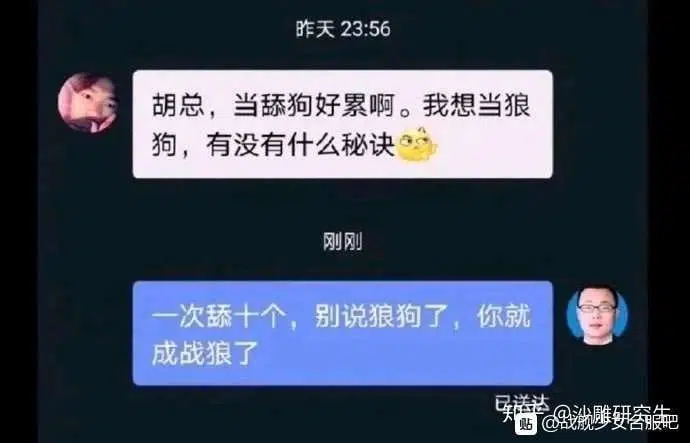 昨天 23:56
胡总，当舔狗好累啊。我想当狼
狗，有没有什么秘诀
刚刚
一次舔十个，别说狼狗了，你就
成战狼了
已送达
知乎 @沙雕研究生
贴 @战舰少女吾服吧